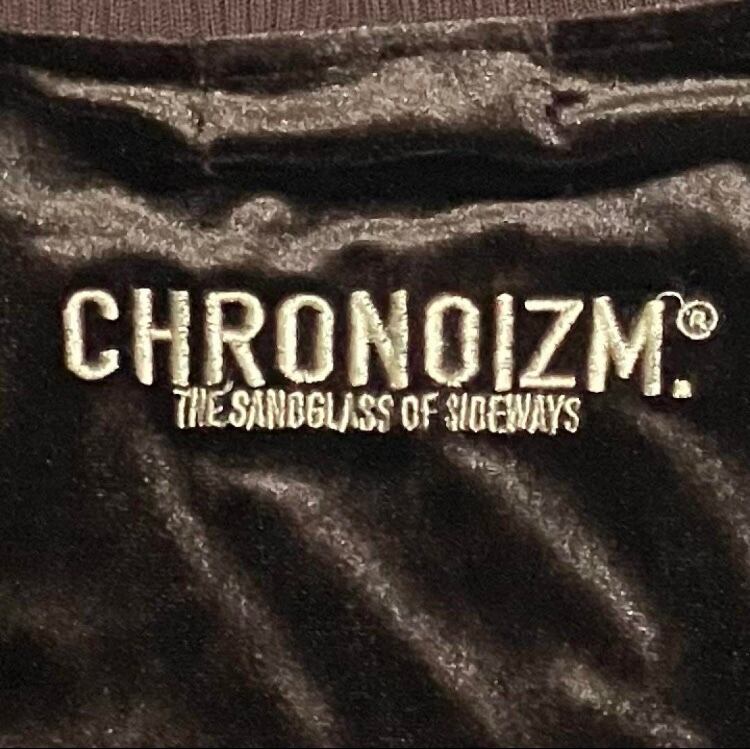 CHRONOIZM.®
THE SANDGLASS OF SIDEWAYS